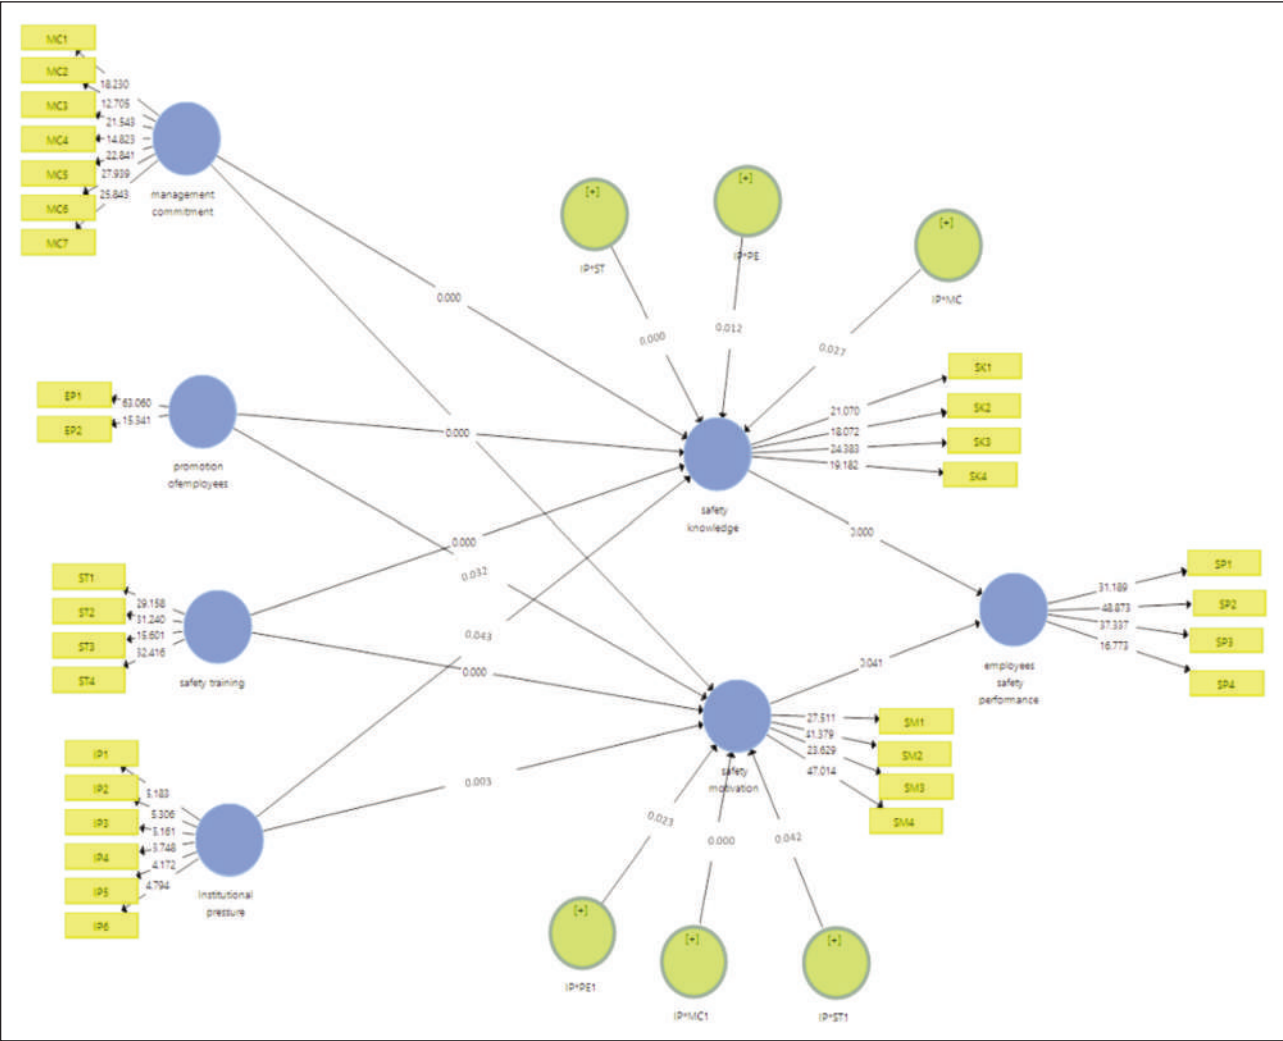 MC1
MC2
MC3
MC4
MC5
MC6
MC7
18.230
12.705
21.543
14.823
22.841
27.939
25.843
management
commitment
EP1
EP2
63.060
15.341
promotion
ofemployees
ST1
ST2
ST3
ST4
29.158
31.240
15.601
32.416
safety training
IP1
IP2
IP3
IP4
IP5
IP6
5.183
5.306
5.161
3.748
4.172
4.794
Institutional
pressure
[+]
IP*ST
[+]
IP*PE
[+]
IP*MC
0.000
0.012
0.027
0.000
0.000
0.000
0.032
0.043
0.000
0.003
safety
knowledge
21.070
18.072
24.383
19.182
SK1
SK2
SK3
SK4
0.000
0.041
employees
safety
performance
31.189
48.873
37.337
16.773
SP1
SP2
SP3
SP4
safety
motivation
27.511
41.379
23.629
47.014
SM1
SM2
SM3
SM4
0.023
0.000
0.042
[+]
IP*PE1
[+]
IP*MC1
[+]
IP*ST1